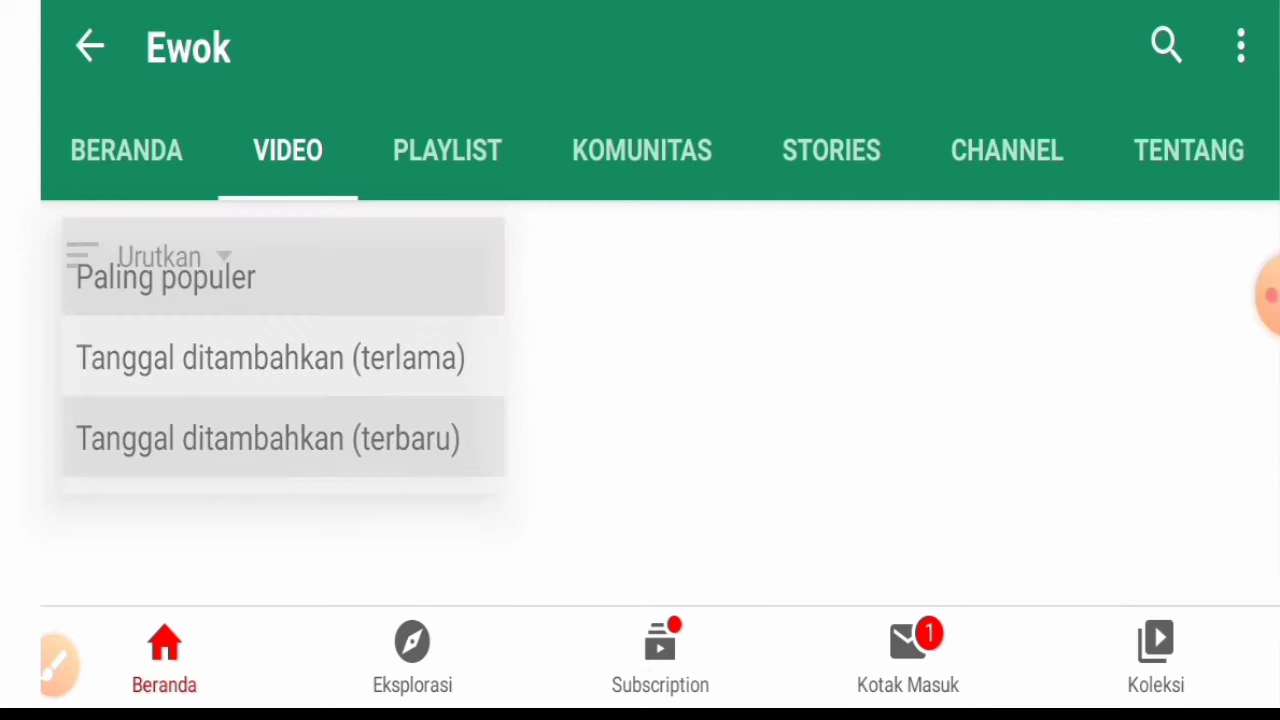 Ewok
BERANDA VIDEO PLAYLIST KOMUNITAS STORIES CHANNEL TENTANG
Urutkan
Paling populer
Tanggal ditambahkan (terlama)
Tanggal ditambahkan (terbaru)
1
Beranda Eksplorasi Subscription Kotak Masuk Koleksi